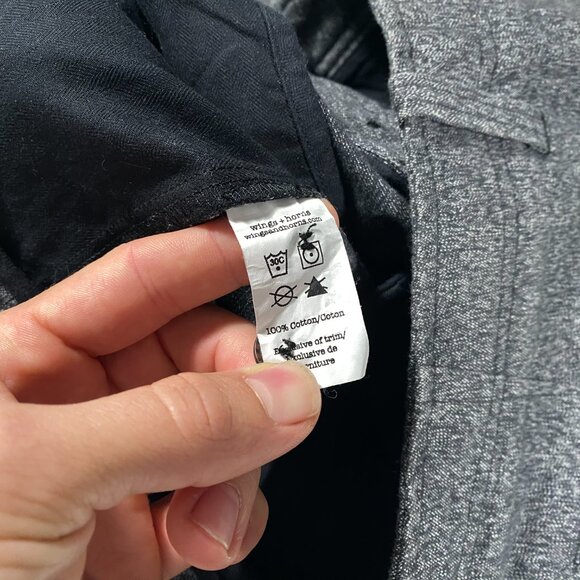 wings + horns
wingsandhorns.com
30C
100% Cotton/Coton
of trim/
de